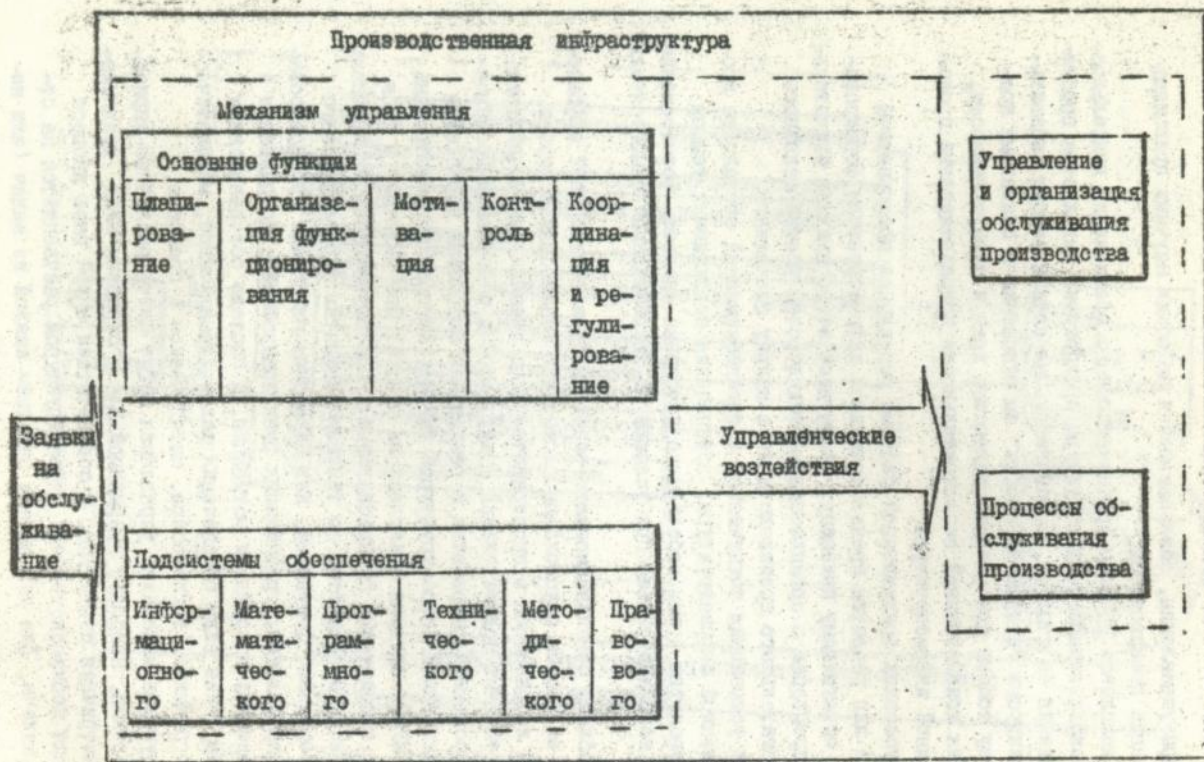 Производственная инфраструктура
Механизм управления
Основные функции
Плани-
рова-
ние
Организа-
ция функ-
циониро-
вания
Моти-
ва-
ция
Конт-
роль
Коор-
дина-
ция
и ре-
гули-
рова-
ние
Заявки
на
обслу-
жива-
ние
Подсистемы обеспечения
Информ-
маци-
онно-
го
Мате-
мати-
чес-
кого
Прог-
рам-
мно-
го
Техни-
чес-
кого
Мето-
ди-
чес-
кого
Пра-
во-
во-
го
Управленческие
воздействия
Управление
и организация
обслуживания
производства
Процессы об-
служивания
производства